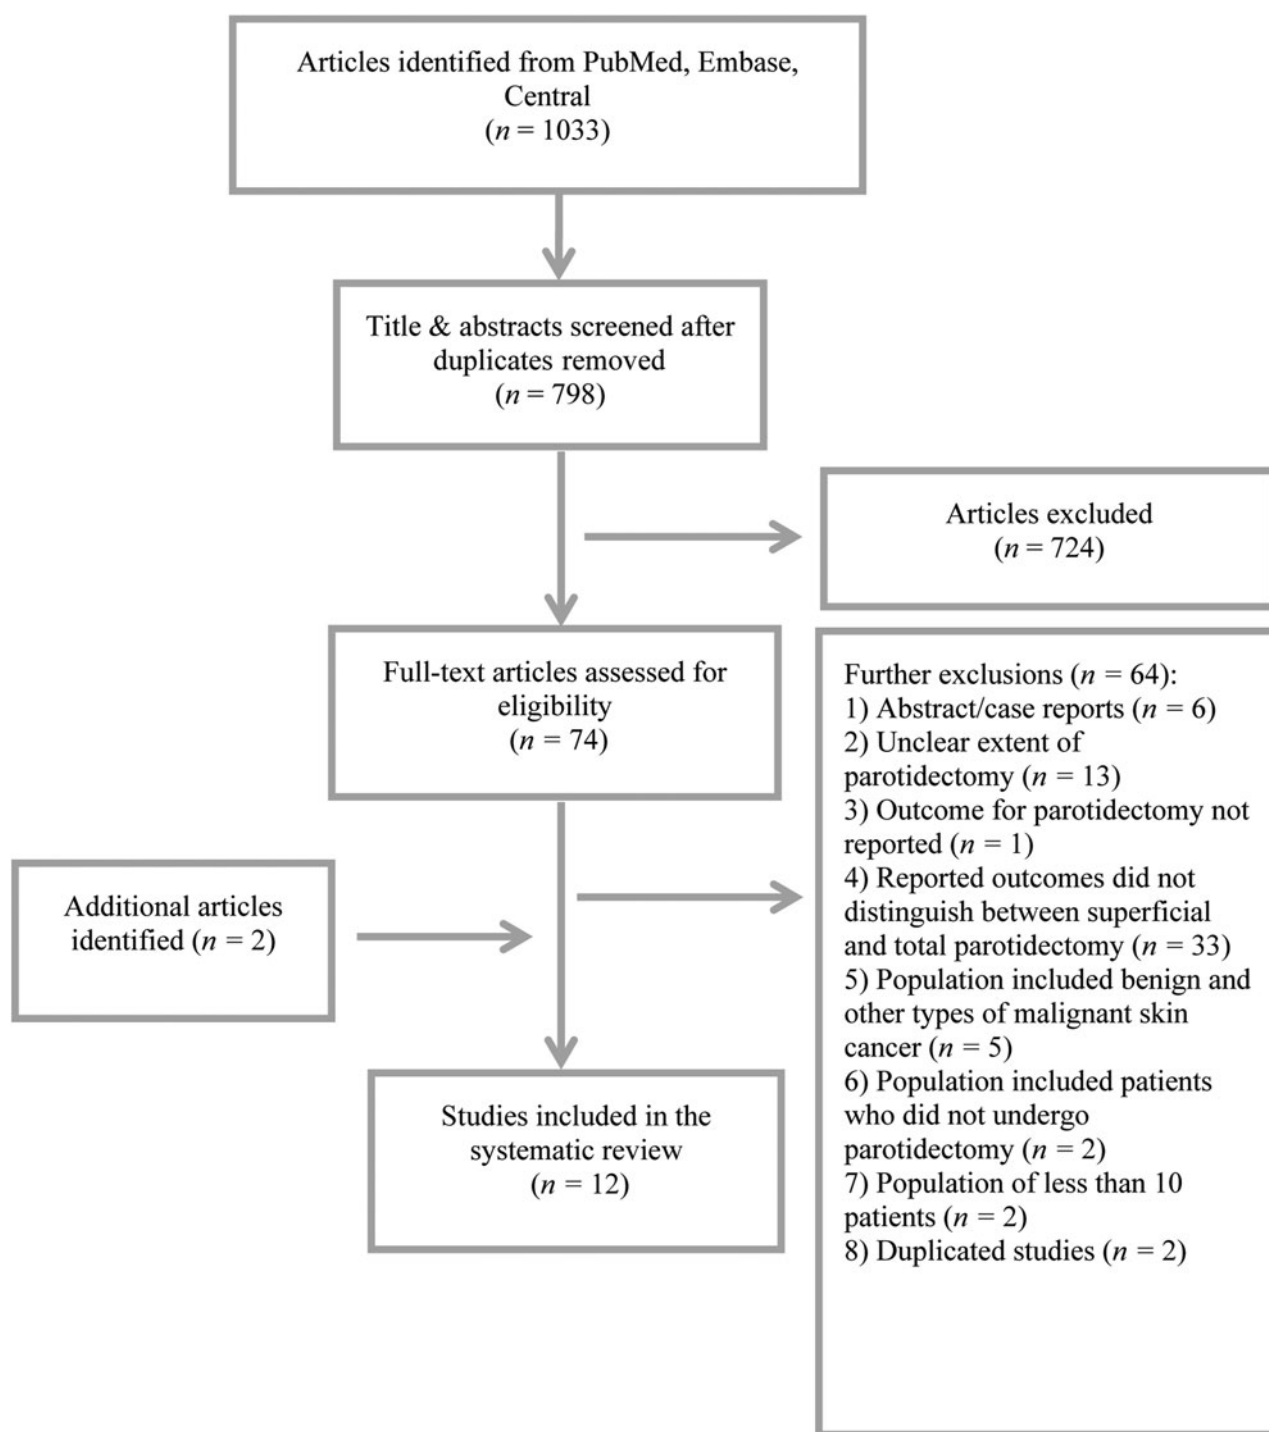 Articles identified from PubMed, Embase,
Central
(n = 1033)
Title & abstracts screened after
duplicates removed
(n = 798)
Articles excluded
(n = 724)
Full-text articles assessed for
eligibility
(n = 74)
Further exclusions (n = 64):
1) Abstract/case reports (n = 6)
2) Unclear extent of
parotidectomy (n = 13)
3) Outcome for parotidectomy not
reported (n = 1)
4) Reported outcomes did not
distinguish between superficial
and total parotidectomy (n = 33)
5) Population included benign and
other types of malignant skin
cancer (n = 5)
6) Population included patients
who did not undergo
parotidectomy (n = 2)
7) Population of less than 10
patients (n = 2)
8) Duplicated studies (n = 2)
Additional articles
identified (n = 2)
Studies included in the
systematic review
(n = 12)